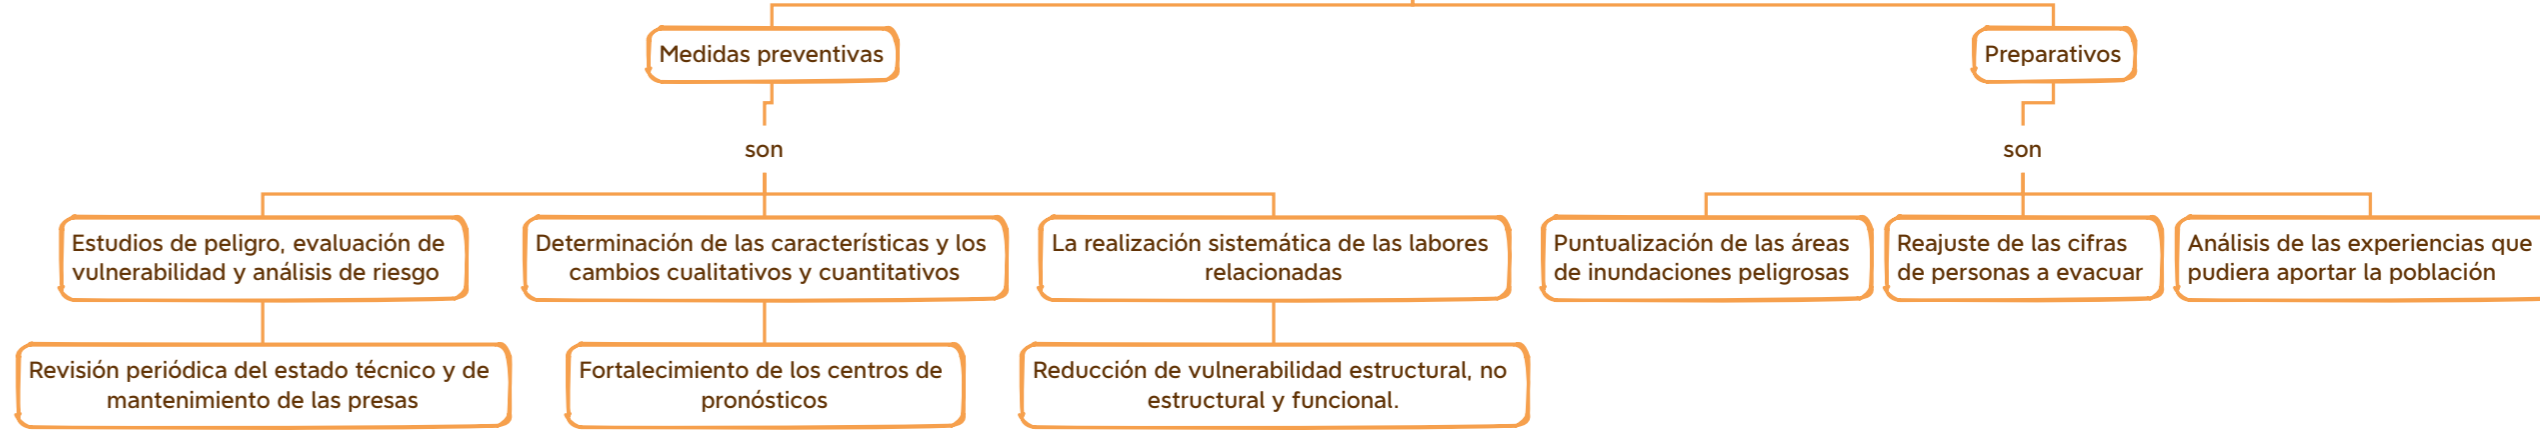 Medidas preventivas
Preparativos
son
son
Estudios de peligro, evaluación de
vulnerabilidad y análisis de riesgo
Determinación de las características y los
cambios cualitativos y cuantitativos
La realización sistemática de las labores
relacionadas
Puntualización de las áreas
de inundaciones peligrosas
Reajuste de las cifras
de personas a evacuar
Análisis de las experiencias que
pudiera aportar la población
Revisión periódica del estado técnico y de
mantenimiento de las presas
Fortalecimiento de los centros de
pronósticos
Reducción de vulnerabilidad estructural, no
estructural y funcional.